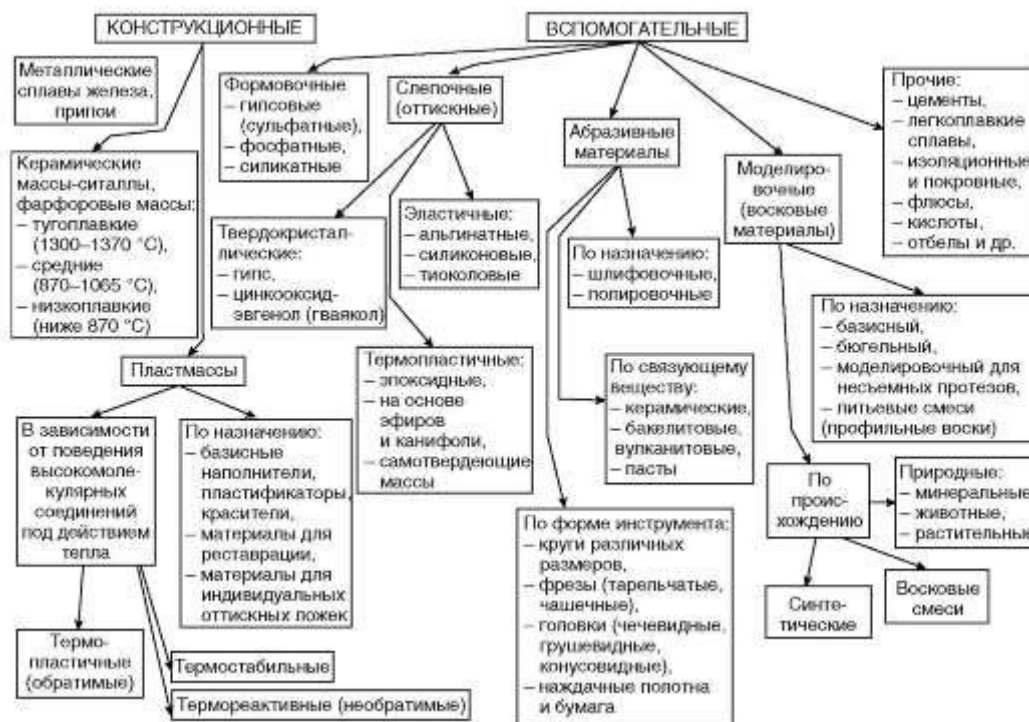 КОНСТРУКЦИОННЫЕ
ВСПОМОГАТЕЛЬНЫЕ
Металлические
сплавы железа,
припои
Керамические
массы-ситаллы,
фарфоровые массы:
– тугоплавкие
(1300–1370 °C),
– средние
(870–1065 °C),
– низкоплавкие
(ниже 870 °C)
Пластмассы
В зависимости
от поведения
высокомоле-
кулярных
соединений
под действием
тепла
По назначению:
– базисные
наполнители,
пластификаторы,
красители,
– материалы для
реставрации,
– материалы для
индивидуальных
оттискных ложек
Термо-
пластичные
(обратимые)
Термостабильные
Термореактивные (необратимые)
Формовочные
– гипсовые
(сульфатные),
– фосфатные,
– силикатные
Слепочные
(оттискные)
Твердокристал-
лические:
– гипс,
– цинкооксид-
эвгенол (гваякол)
Эластичные:
– альгинатные,
– силиконовые,
– тиоколовые
Термопластичные:
– эпоксидные,
– на основе
эфиров
и канифоли,
– самотвердеющие
массы
Абразивные
материалы
По назначению:
– шлифовочные,
– полировочные
По связующему
веществу:
– керамические,
– бакелитовые,
вулканитовые,
– пасты
По форме инструмента:
– круги различных
размеров,
– фрезы (тарельчатые,
чашечные),
– головки (чечевидные,
грушевидные,
конусовидные),
– наждачные полотна
и бумага
Моделиро-
вочные
(восковые
материалы)
По назначению:
– базисный,
– бюгельный,
– моделировочный для
несъемных протезов,
– литьевые смеси
(профильные воски)
По
проис-
хождению
Природные:
– минеральные,
– животные,
– растительные
Синте-
тические
Восковые
смеси
Прочие:
– цементы,
– легкоплавкие
сплавы,
– изоляционные
и покровные,
– флюсы,
– кислоты,
– отбелы и др.